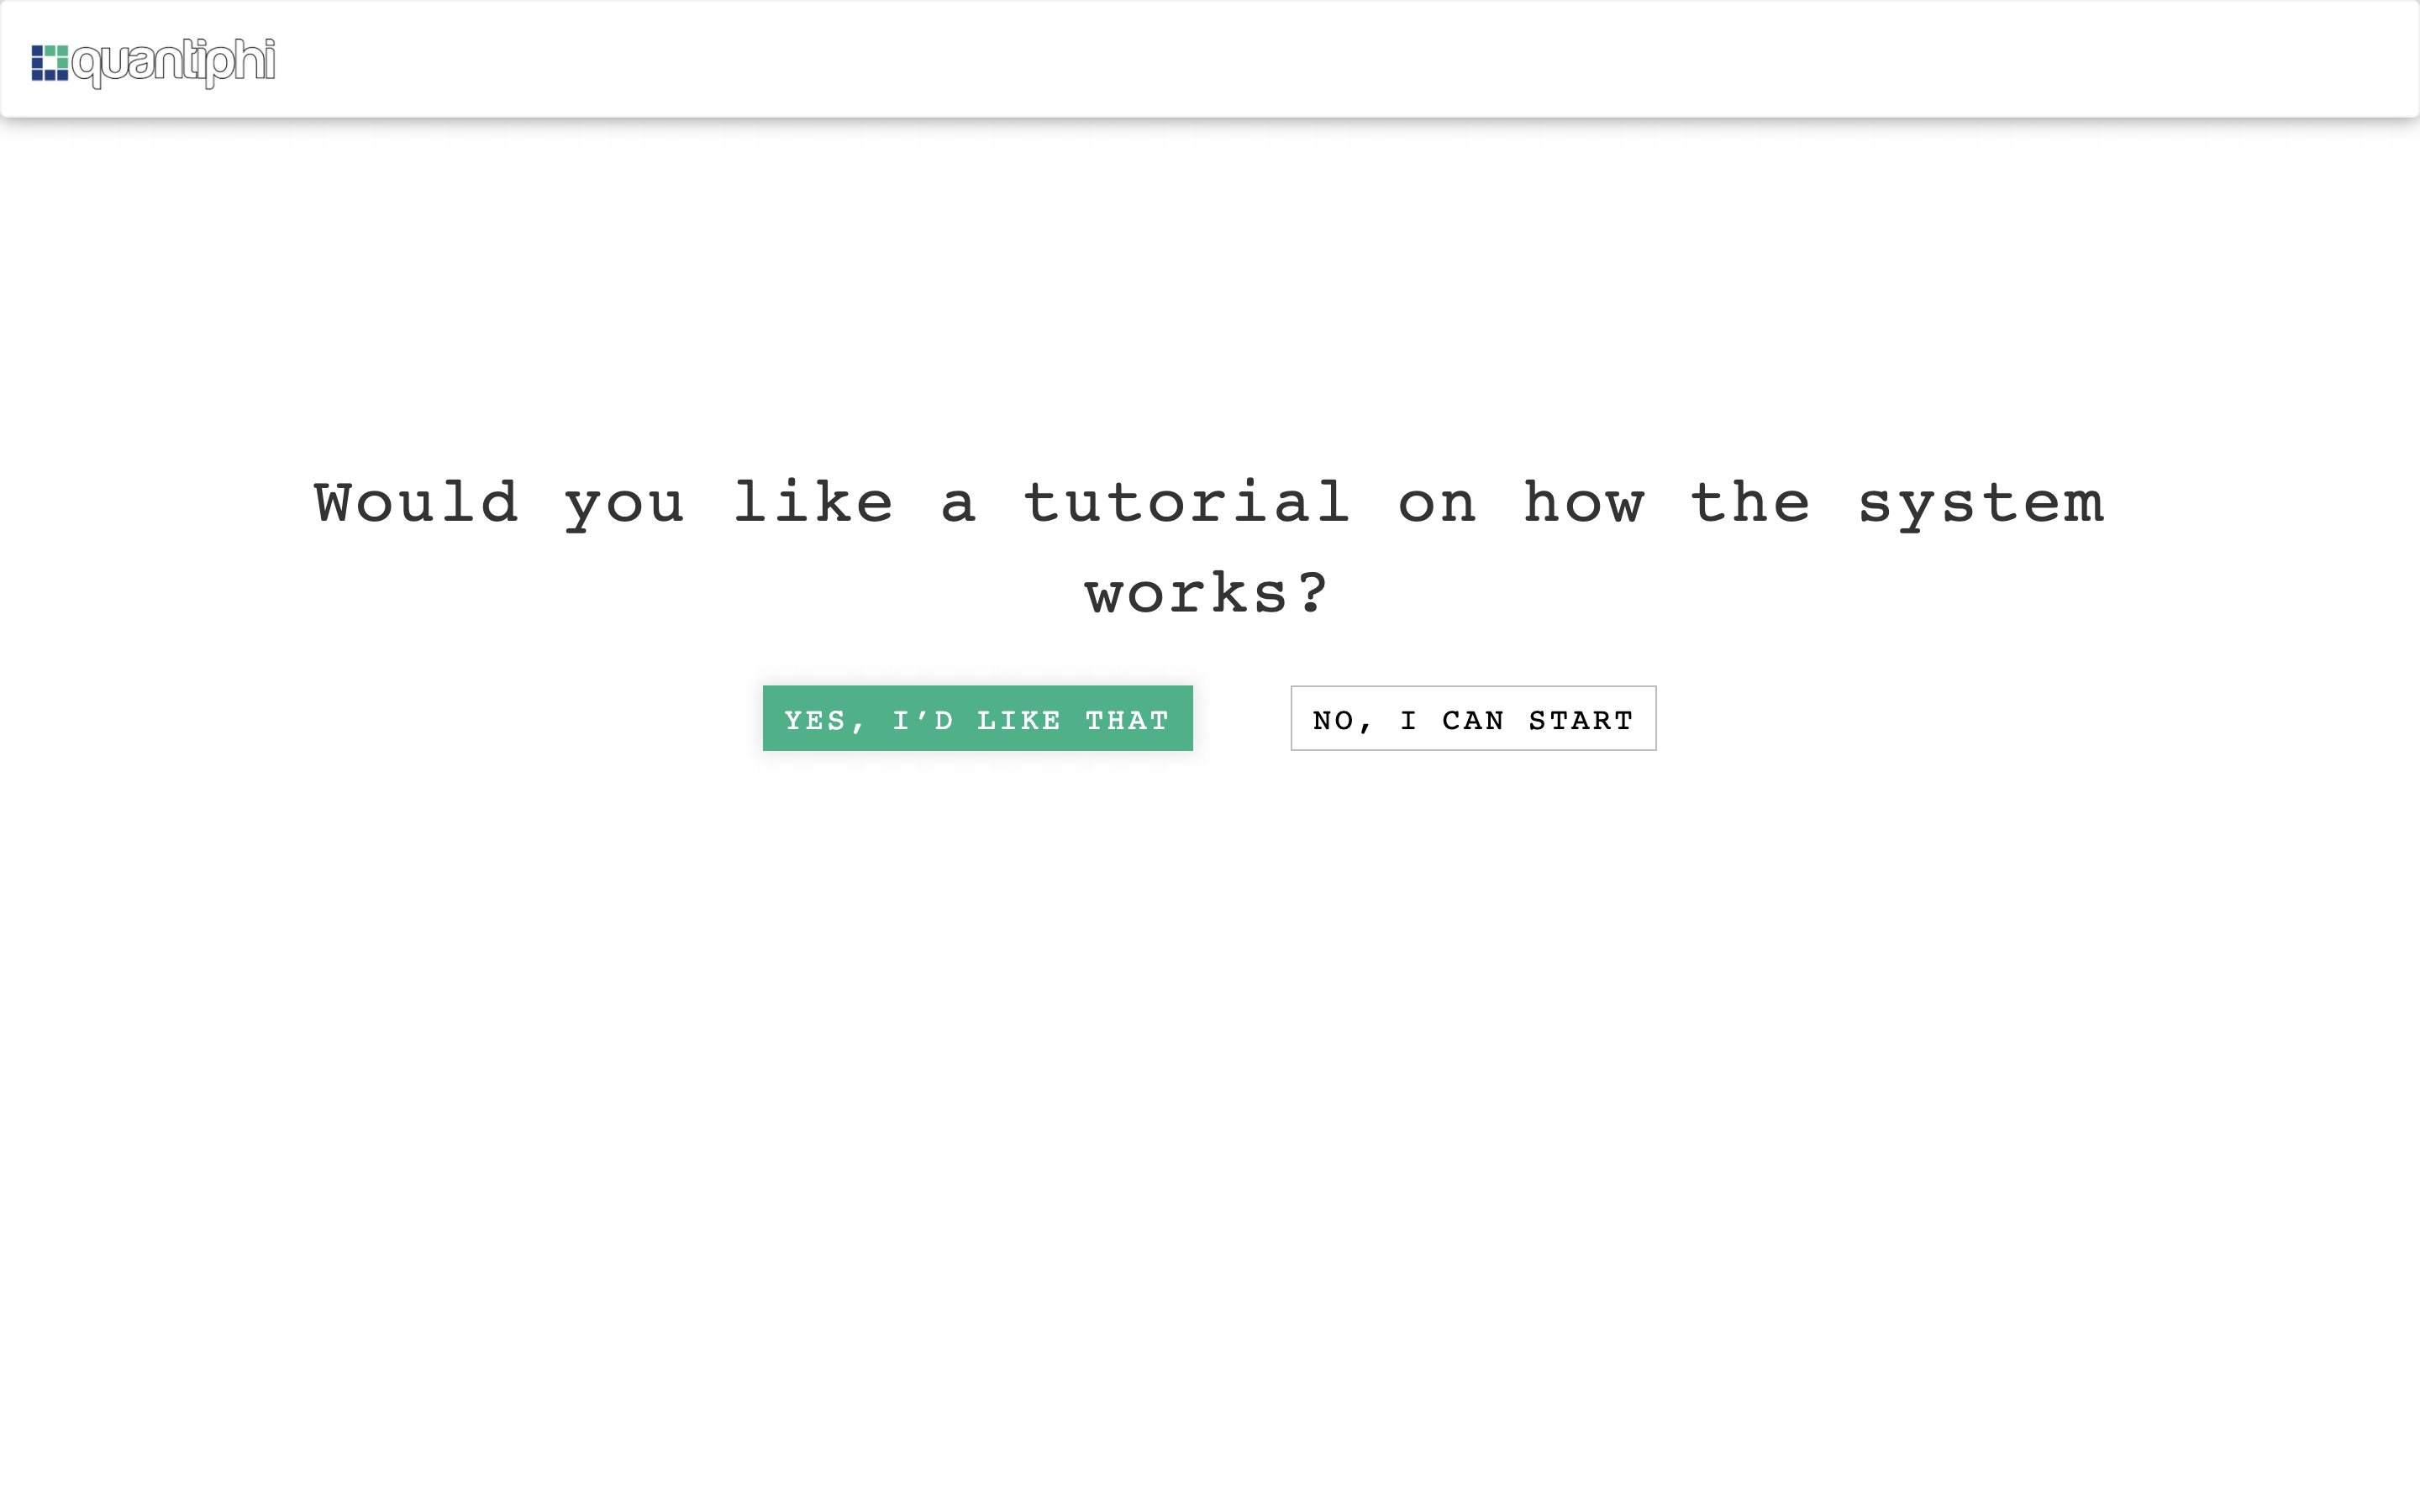 quantiphi
Would you like a tutorial on how the system
works?
YES, I’D LIKE THAT
NO, I CAN START